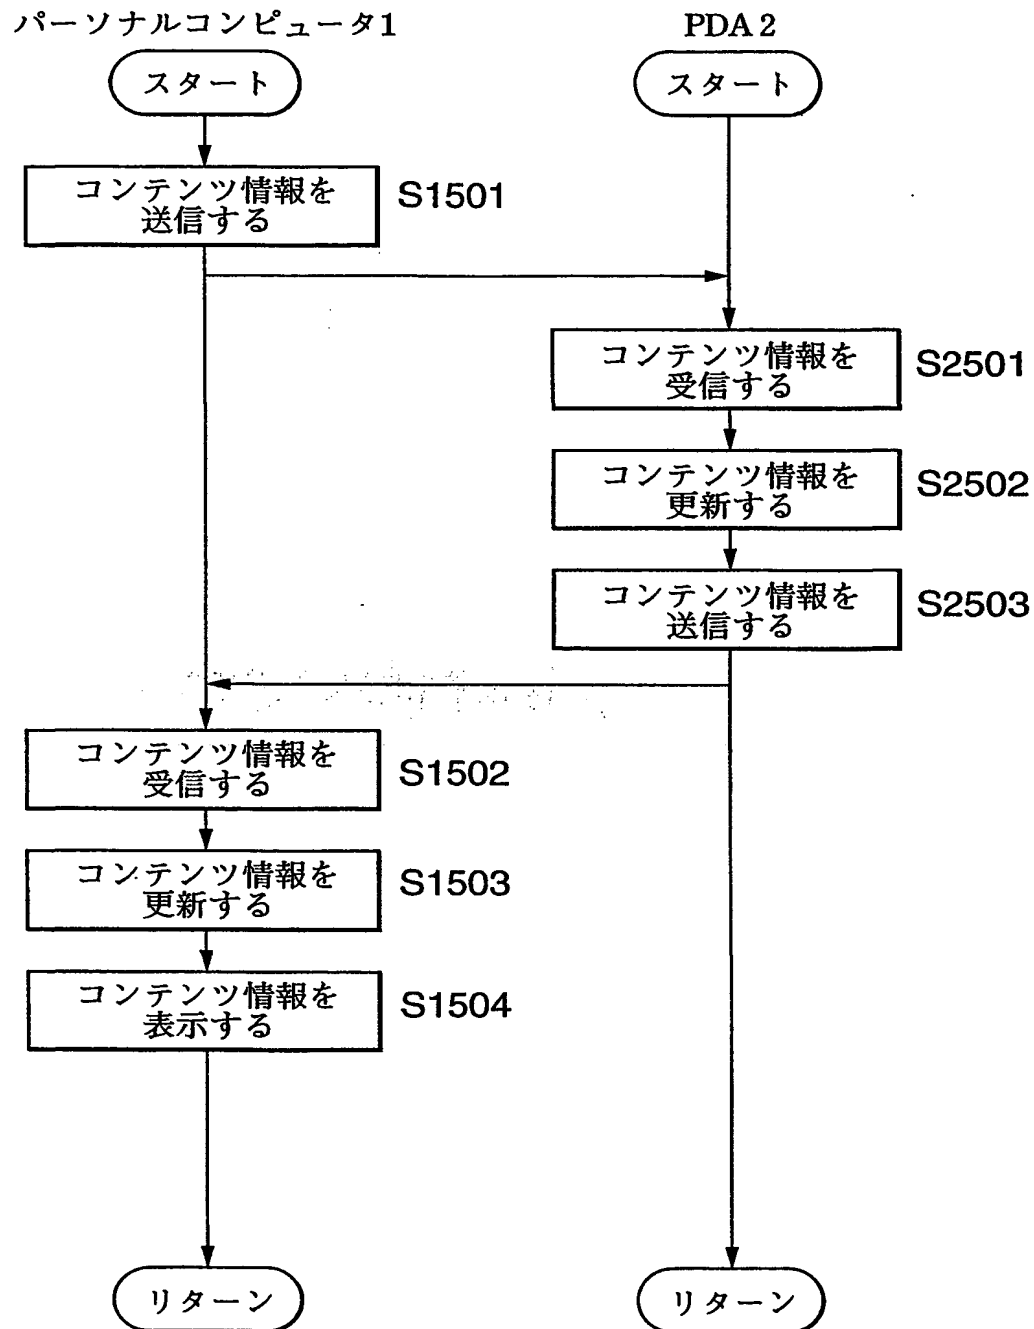 パーソナルコンピュータ1
PDA 2
スタート
スタート
コンテンツ情報を
送信する
S1501
コンテンツ情報を
受信する
S2501
コンテンツ情報を
更新する
S2502
コンテンツ情報を
送信する
S2503
コンテンツ情報を
受信する
S1502
コンテンツ情報を
更新する
S1503
コンテンツ情報を
表示する
S1504
リターン
リターン